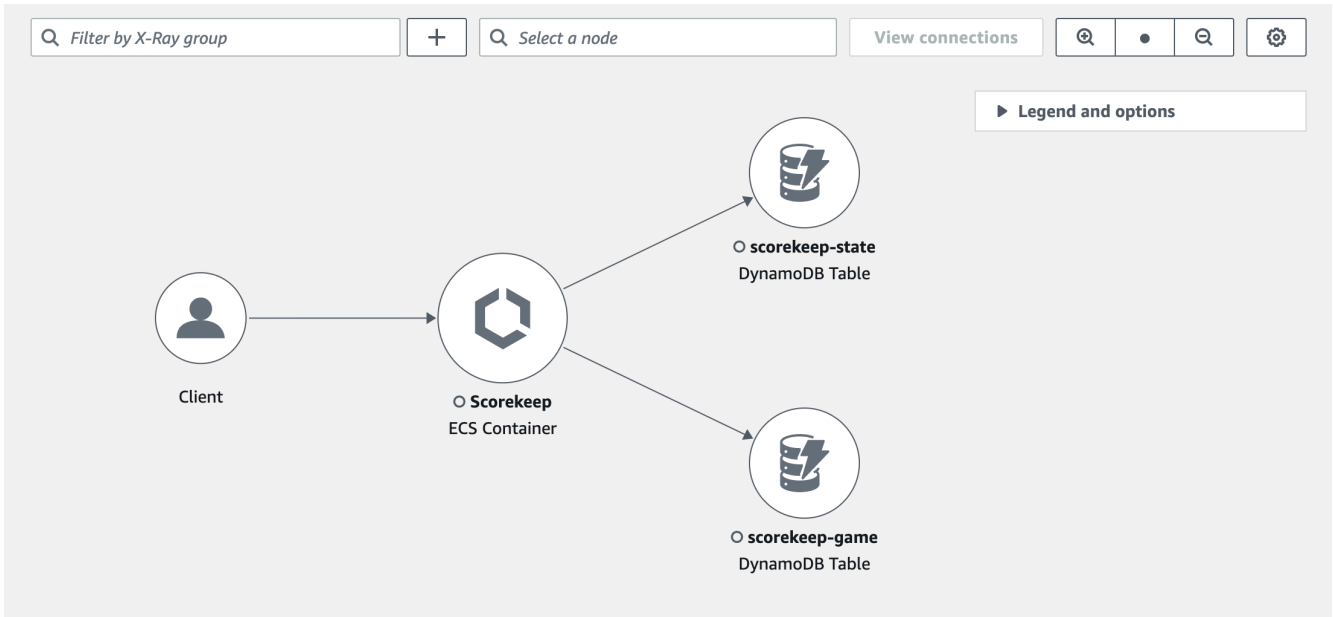 Filter by X-Ray group
Select a node
View connections
Legend and options
scorekeep-state
DynamoDB Table
Client
Scorekeep
ECS Container
scorekeep-game
DynamoDB Table